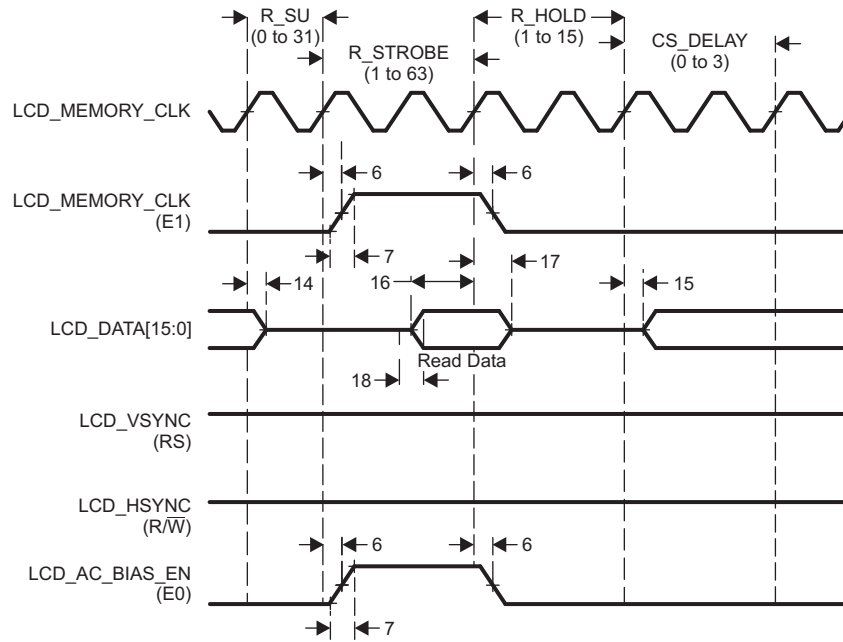 R_SU
(0 to 31)
R_STROBE
(1 to 63)
R_HOLD
(1 to 15)
CS_DELAY
(0 to 3)
LCD_MEMORY_CLK
6
6
LCD_MEMORY_CLK
(E1)
7
17
14
16
15
LCD_DATA[15:0]
Read Data
18
LCD_VSYNC
(RS)
LCD_HSYNC
(R/W̅)
6
6
LCD_AC_BIAS_EN
(E0)
7